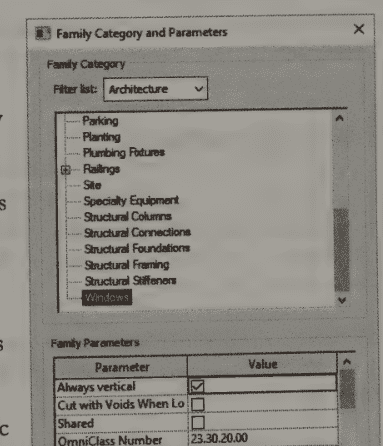 Family Category and Parameters
Family Category
Filter list: Architecture
Parking
Planting
Plumbing Fixtures
Railings
Site
Specialty Equipment
Structural Columns
Structural Connections
Structural Foundations
Structural Framing
Structural Stiffeners
Windows
Family Parameters
Parameter Value
Always vertical
Cut with Voids When Lo
Shared
OmniClass Number 23.30.20.00